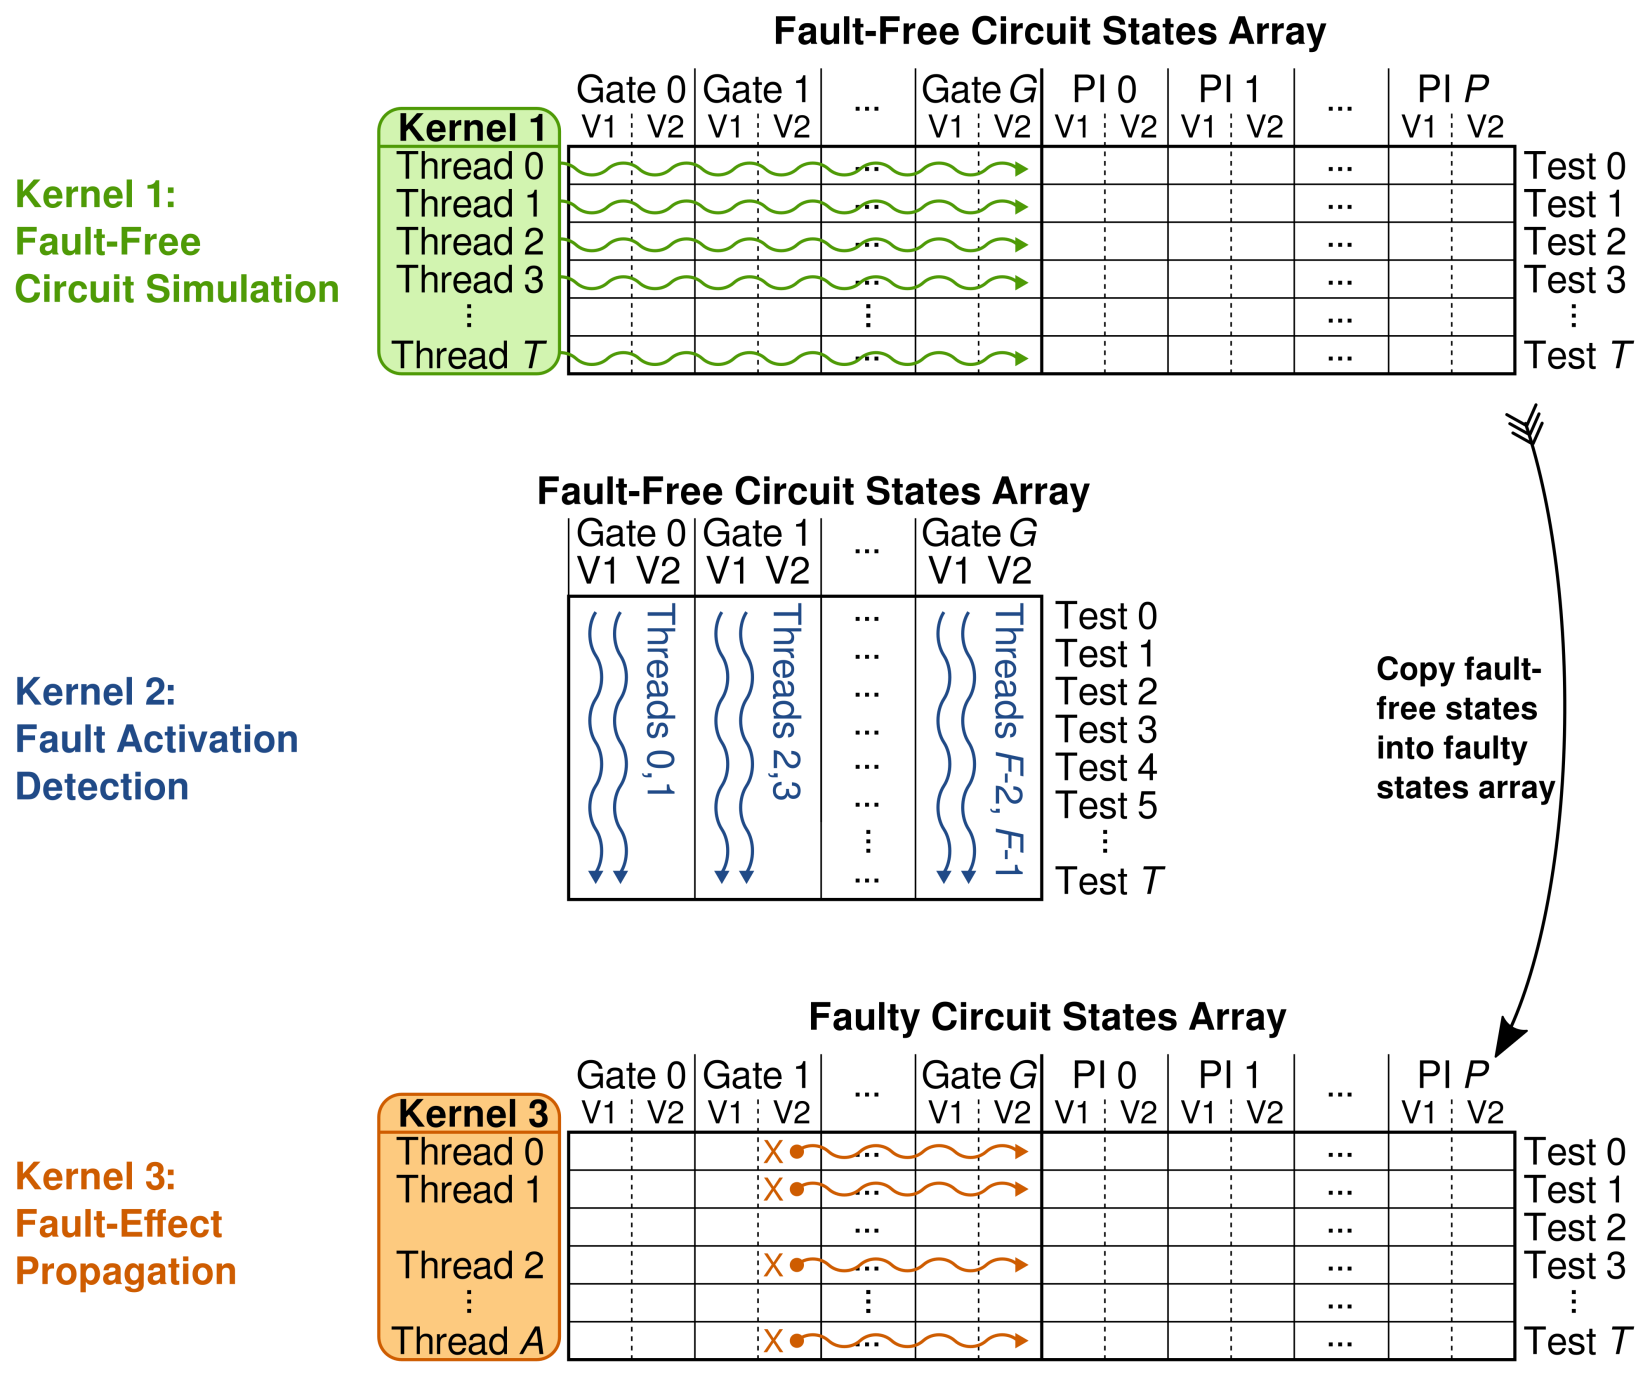 Fault-Free Circuit States Array
Gate 0 Gate 1 ... Gate G PI 0 PI 1 ... PI P
Kernel 1 V1 V2 V1 V2 V1 V2 V1 V2 V1 V2 V1 V2
Thread 0 ... ... Test 0
Thread 1 ... ... Test 1
Thread 2 ... ... Test 2
Thread 3 ... ... Test 3
⋮ ⋮ ... ⋮
Thread T ... ... Test T
Kernel 1:
Fault-Free
Circuit Simulation
Fault-Free Circuit States Array
Gate 0 Gate 1 ... Gate G
V1 V2 V1 V2 V1 V2
Threads 0,1
Threads 2,3
Threads F-2, F-1
... Test 0
... Test 1
... Test 2
... Test 3
... Test 4
... Test 5
⋮ ⋮
... Test T
Kernel 2:
Fault Activation
Detection
Copy fault-
free states
into faulty
states array
Faulty Circuit States Array
Gate 0 Gate 1 ... Gate G PI 0 PI 1 ... PI P
Kernel 3 V1 V2 V1 V2 V1 V2 V1 V2 V1 V2 V1 V2
Thread 0 X ... ... Test 0
Thread 1 X ... ... Test 1
... ... Test 2
Thread 2 X ... ... Test 3
⋮ ⋮ ... ⋮
Thread A X ... ... Test T
Kernel 3:
Fault-Effect
Propagation